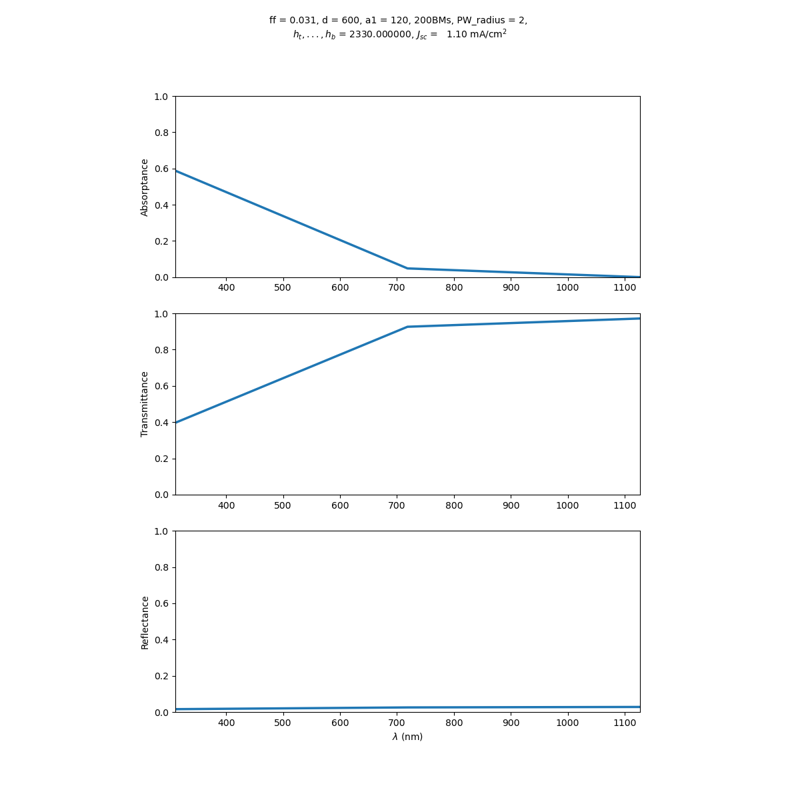 ff = 0.031, d = 600, a1 = 120, 200BMs, PW_radius = 2,
$h_t, . . . , h_b$ = 2330.000000, $J_{sc}$ = 1.10 mA/cm$^2$
1.0
0.8
0.6
0.4
0.2
0.0
Absorptance
400 500 600 700 800 900 1000 1100
1.0
0.8
0.6
0.4
0.2
0.0
Transmittance
400 500 600 700 800 900 1000 1100
1.0
0.8
0.6
0.4
0.2
0.0
Reflectance
400 500 600 700 800 900 1000 1100
λ (nm)